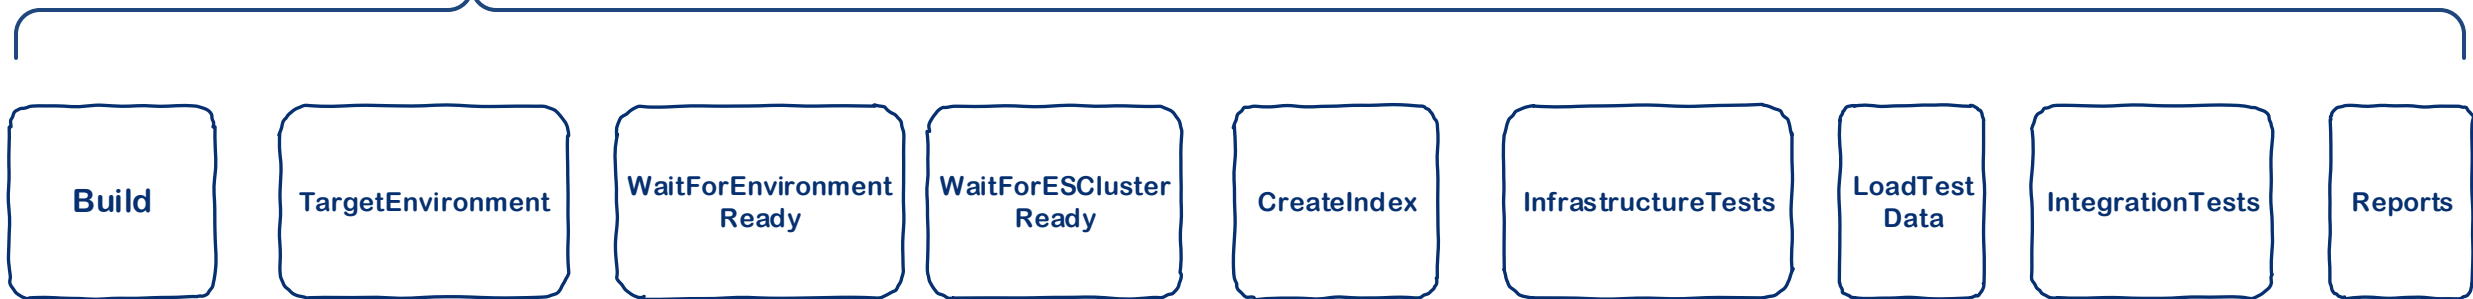 Build
TargetEnvironment
WaitForEnvironment
Ready
WaitForESCluster
Ready
CreateIndex
InfrastructureTests
LoadTest
Data
IntegrationTests
Reports